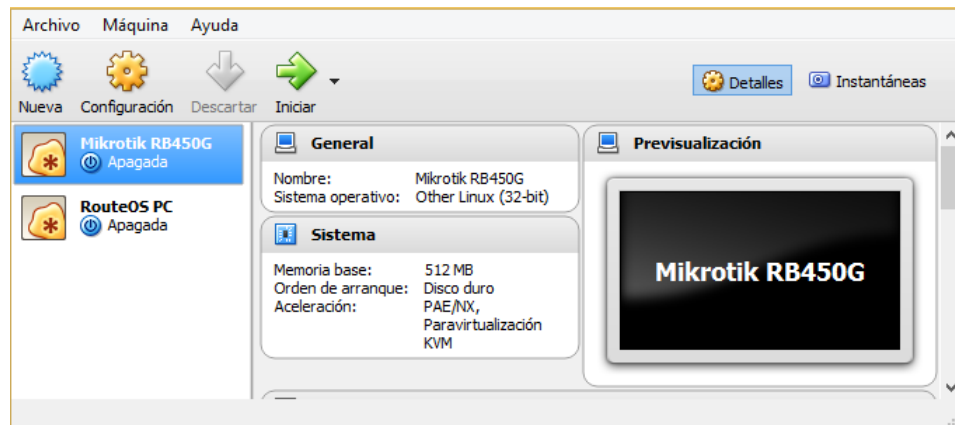 Archivo Máquina Ayuda
Nueva Configuración Descartar Iniciar
Detalles Instantáneas
Mikrotik RB450G
Apagada
RouteOS PC
Apagada
General
Nombre: Mikrotik RB450G
Sistema operativo: Other Linux (32-bit)
Sistema
Memoria base: 512 MB
Orden de arranque: Disco duro
Aceleración: PAE/NX,
Paravirtualización
KVM
Previsualización
Mikrotik RB450G